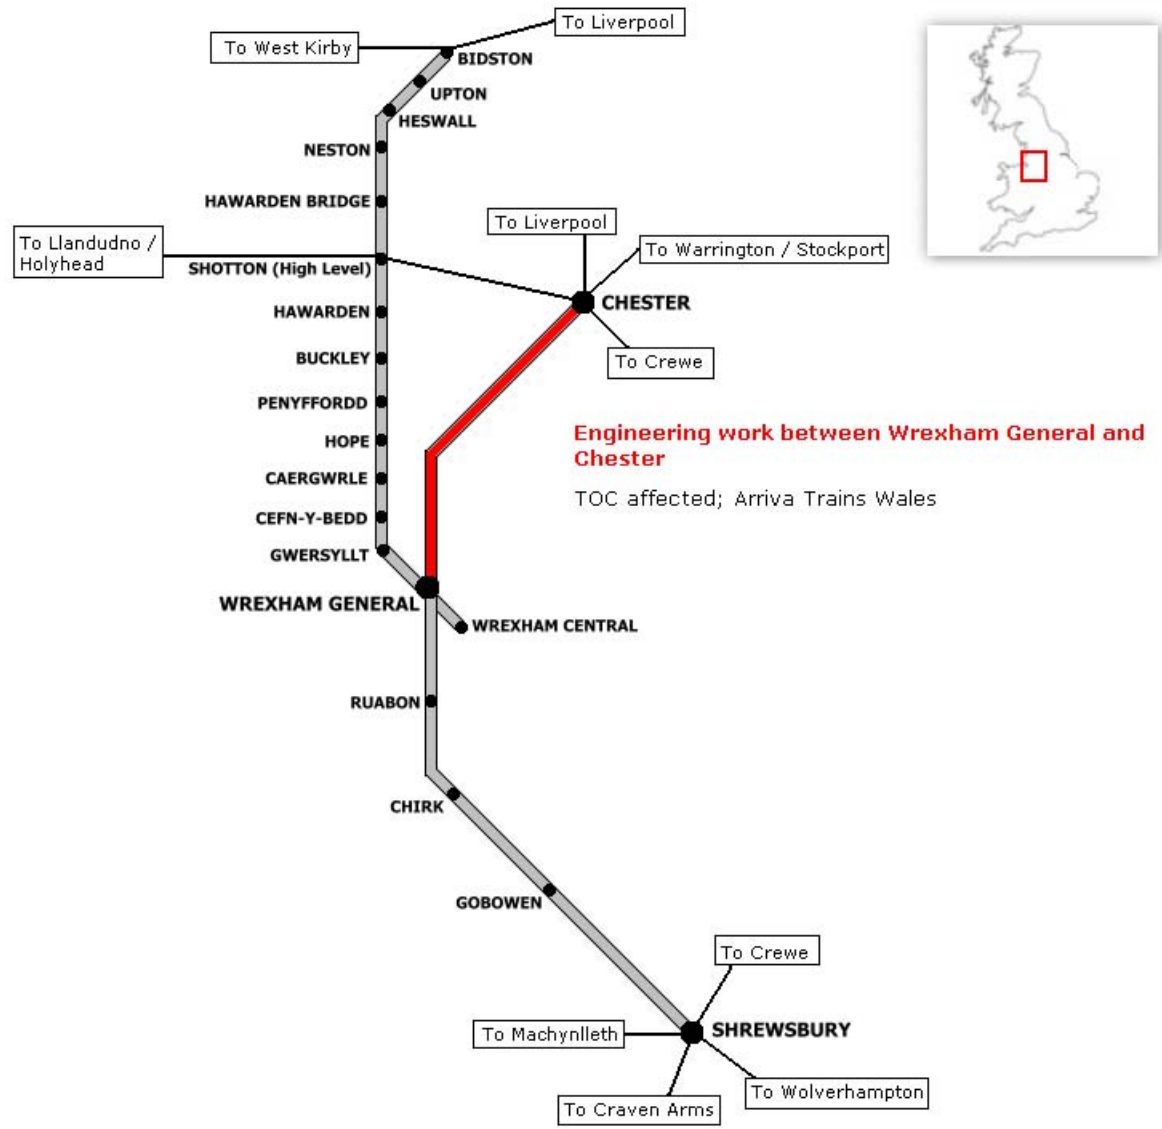 To Liverpool
To West Kirby
BIDSTON
UPTON
HESWALL
NESTON
HAWARDEN BRIDGE
To Liverpool
To Llandudno /
Holyhead
To Warrington / Stockport
SHOTTON (High Level)
CHESTER
HAWARDEN
BUCKLEY
To Crewe
PENYFFORDD
Engineering work between Wrexham General and
Chester
HOPE
CAERGWRLE
TOC affected; Arriva Trains Wales
CEFN-Y-BEDD
GWERSYLLT
WREXHAM GENERAL
WREXHAM CENTRAL
RUABON
CHIRK
GOBOWEN
To Crewe
To Machynlleth
SHREWSBURY
To Wolverhampton
To Craven Arms